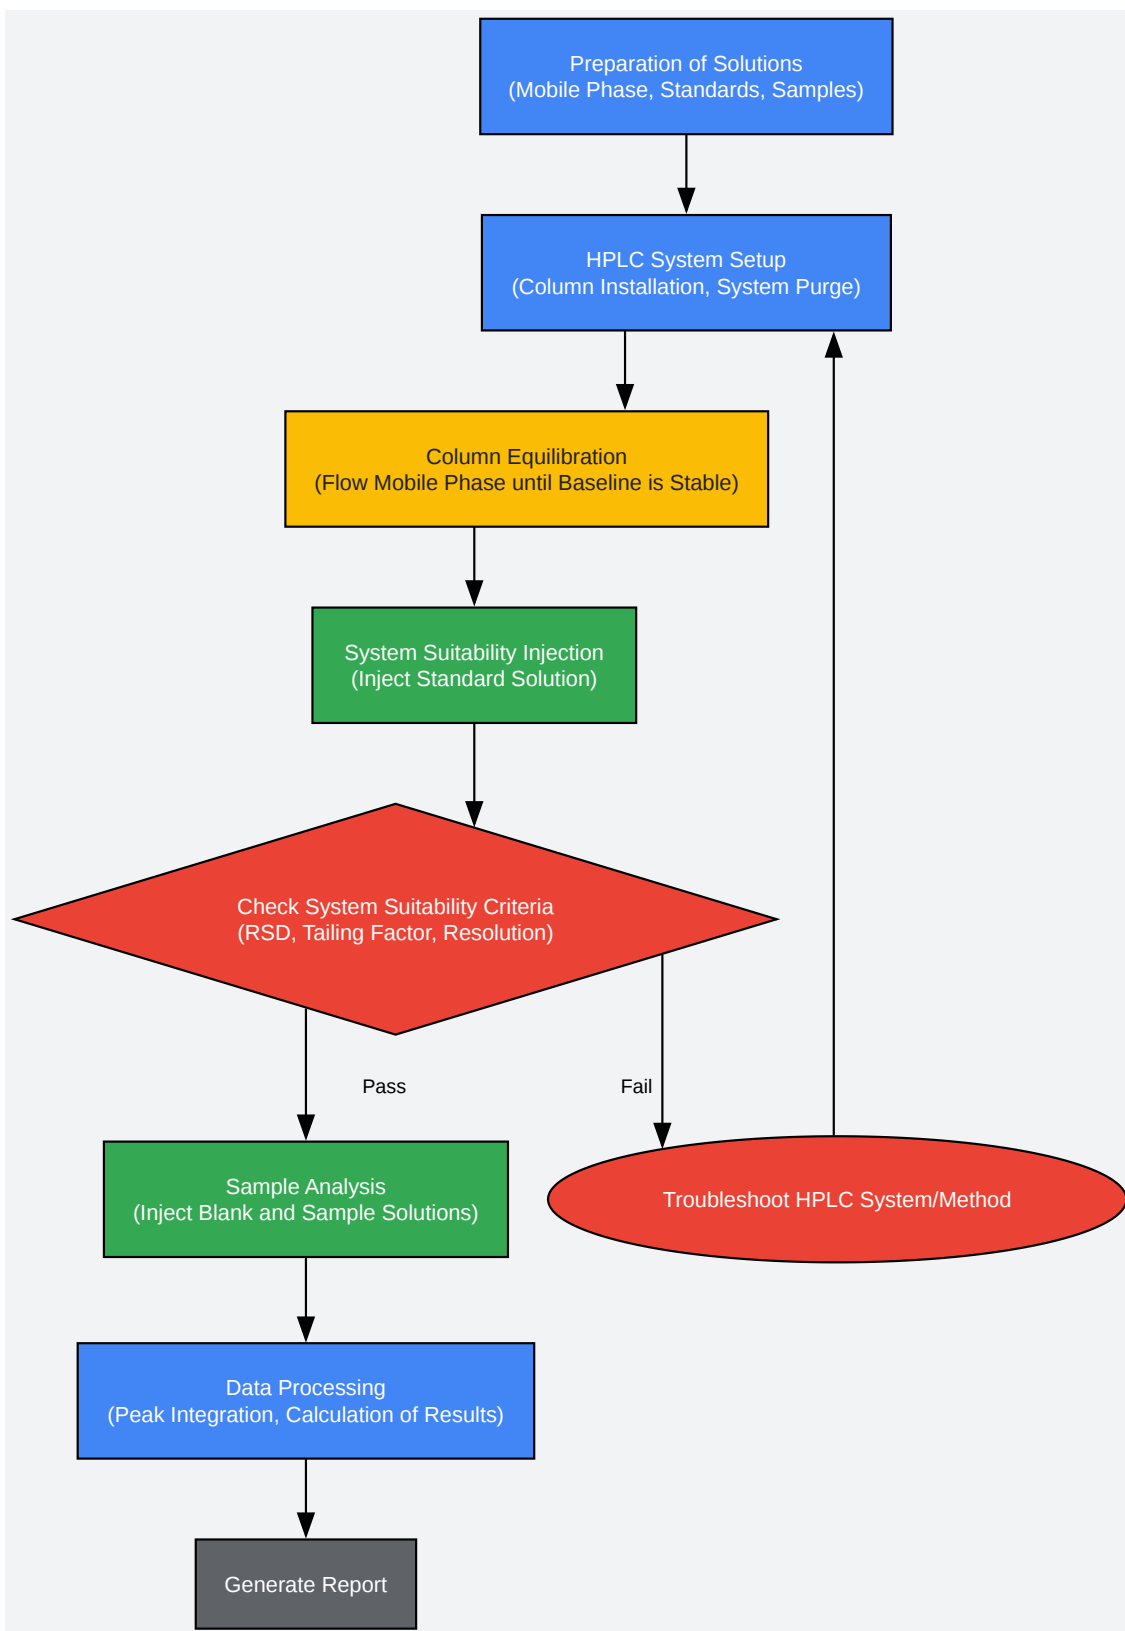 Preparation of Solutions
(Mobile Phase, Standards, Samples)
HPLC System Setup
(Column Installation, System Purge)
Column Equilibration
(Flow Mobile Phase until Baseline is Stable)
System Suitability Injection
(Inject Standard Solution)
Check System Suitability Criteria
(RSD, Tailing Factor, Resolution)
Pass
Fail
Sample Analysis
(Inject Blank and Sample Solutions)
Troubleshoot HPLC System/Method
Data Processing
(Peak Integration, Calculation of Results)
Generate Report